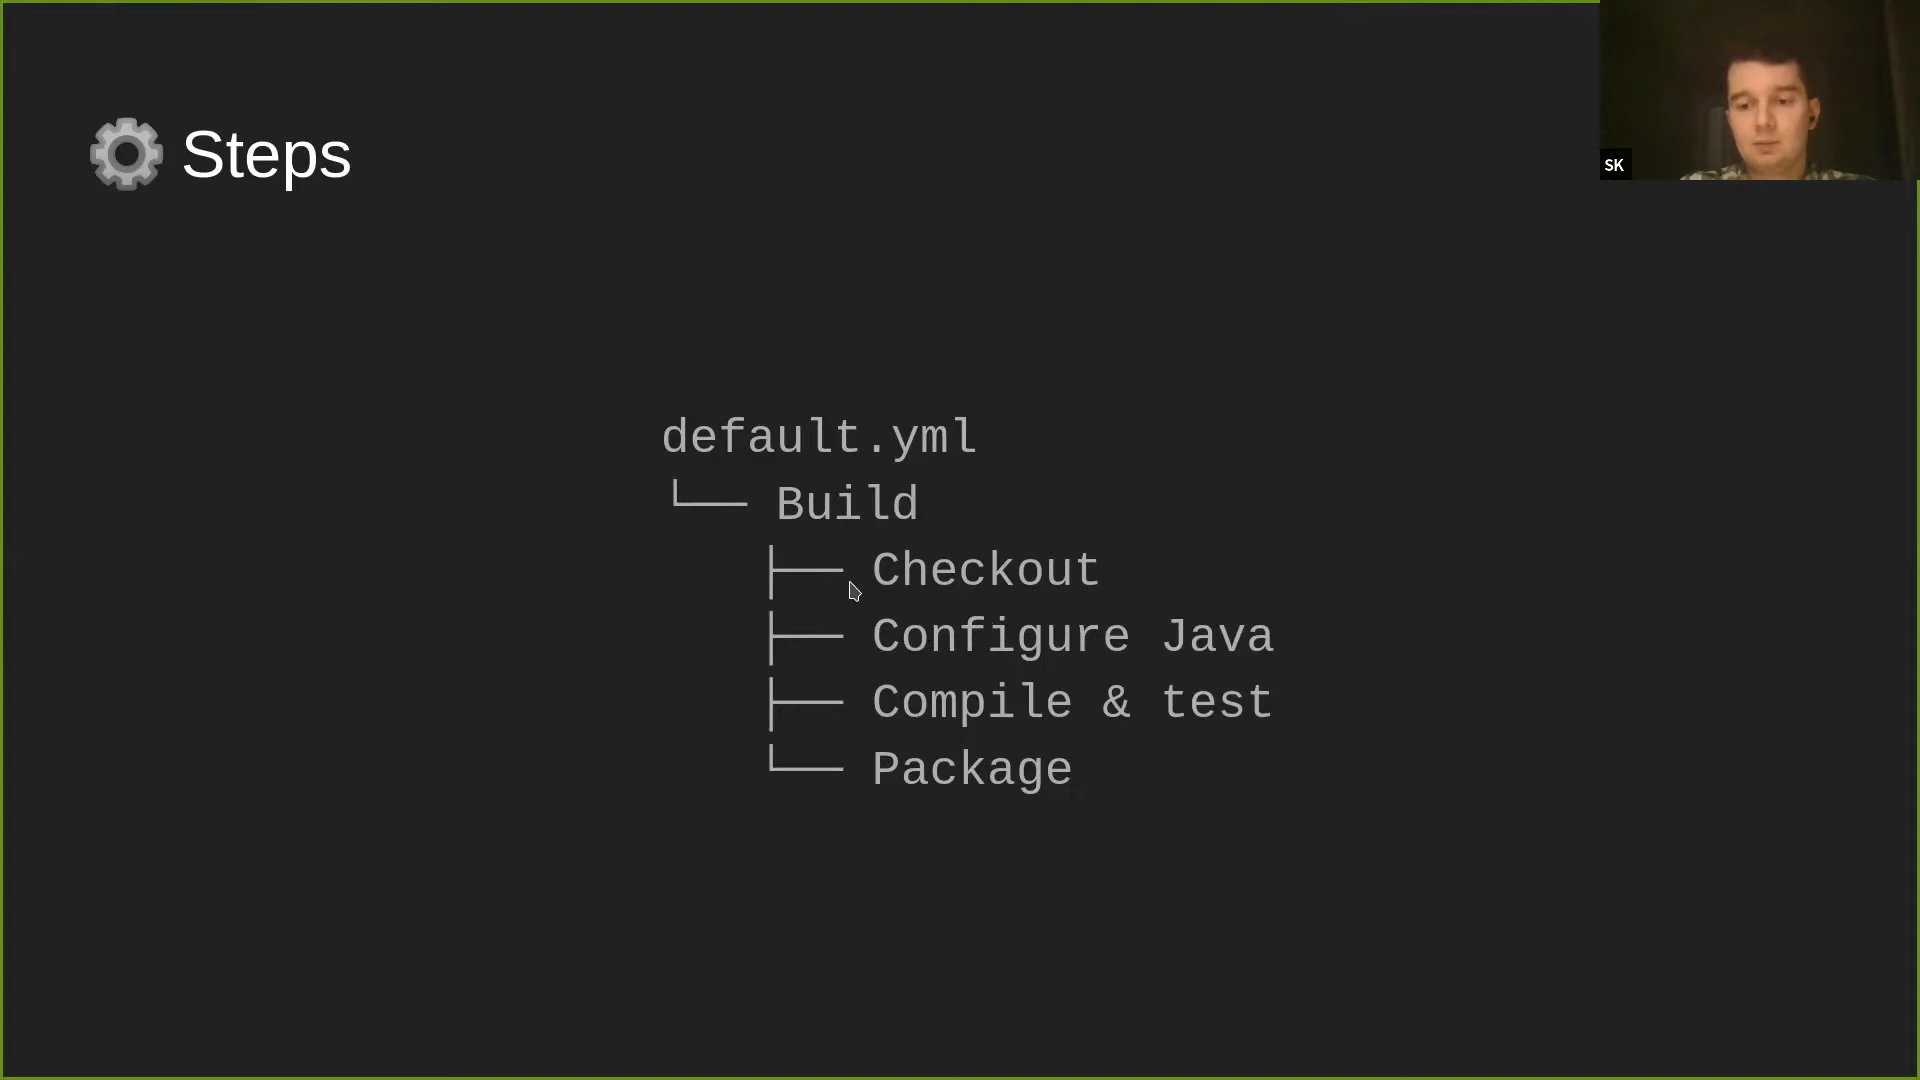 Steps
SK
default.yml
└── Build
├── Checkout
├── Configure Java
├── Compile & test
└── Package